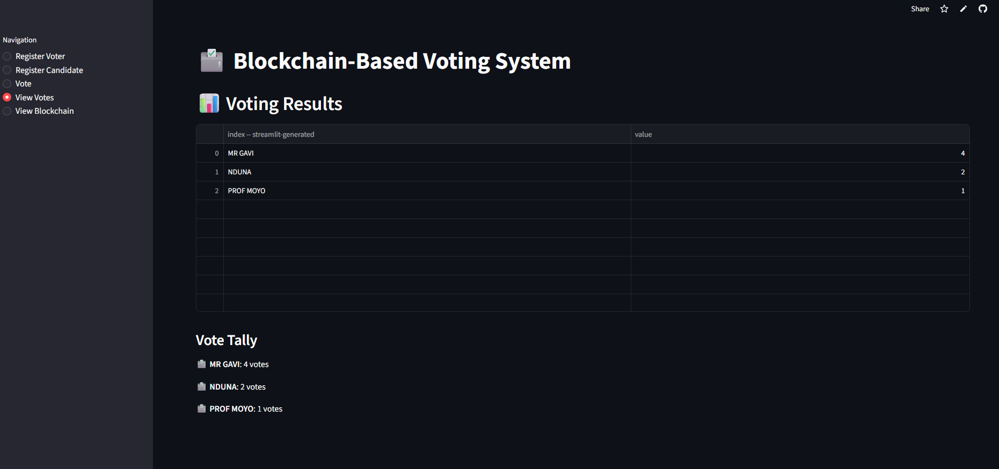 Share
Navigation
Register Voter
Register Candidate
Vote
View Votes
View Blockchain
Blockchain-Based Voting System
Voting Results
index -- streamlit-generated value
0 MR GAVI 4
1 NDUNA 2
2 PROF MOYO 1
Vote Tally
MR GAVI: 4 votes
NDUNA: 2 votes
PROF MOYO: 1 votes